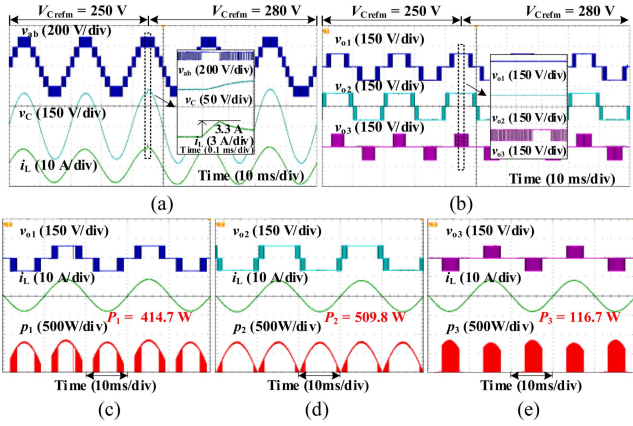 V_Crefm = 250 V
V_Crefm = 280 V
v_ab (200 V/div)
v_ab (200 V/div)
v_C (50 V/div)
v_C (150 V/div)
3.3 A
i_L (3 A/div)
Time (0.1 ms/div)
i_L (10 A/div)
Time (10 ms/div)
(a)
V_Crefm = 250 V
V_Crefm = 280 V
v_o1 (150 V/div)
v_o1 (150 V/div)
v_o2 (150 V/div)
v_o2 (150 V/div)
v_o3 (150 V/div)
v_o3 (150 V/div)
Time (10 ms/div)
(b)
v_o1 (150 V/div)
i_L (10 A/div)
P_1 = 414.7 W
p_1 (500W/div)
Time (10ms/div)
(c)
v_o2 (150 V/div)
i_L (10 A/div)
P_2 = 509.8 W
p_2 (500W/div)
Time (10ms/div)
(d)
v_o3 (150 V/div)
i_L (10 A/div)
P_3 = 116.7 W
p_3 (500W/div)
Time (10ms/div)
(e)